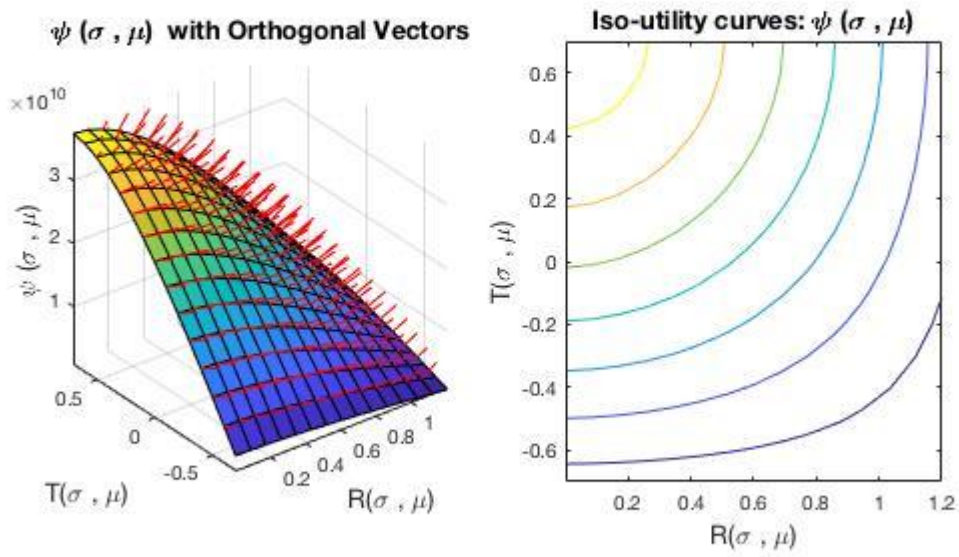 ψ (σ , μ) with Orthogonal Vectors
×10^10
3
2
1
ψ (σ , μ)
0.5
0
-0.5
T(σ , μ)
0.2
0.4
0.6
0.8
1
R(σ , μ)
Iso-utility curves: ψ (σ , μ)
0.6
0.4
0.2
0
-0.2
-0.4
-0.6
T(σ , μ)
0.2 0.4 0.6 0.8 1 1.2
R(σ , μ)